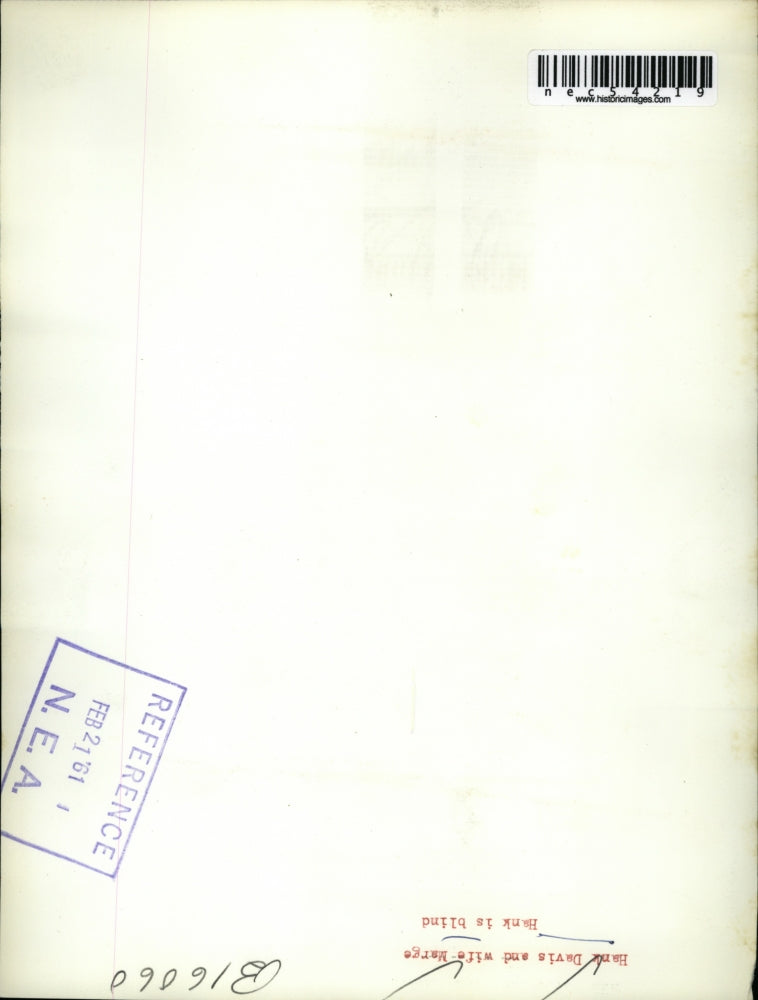 nec54219
www.historicimages.com
REFERENCE
FEB 21 '61
N.E.A.
Hank Davis and wife Marge
Hank is blind
B16060